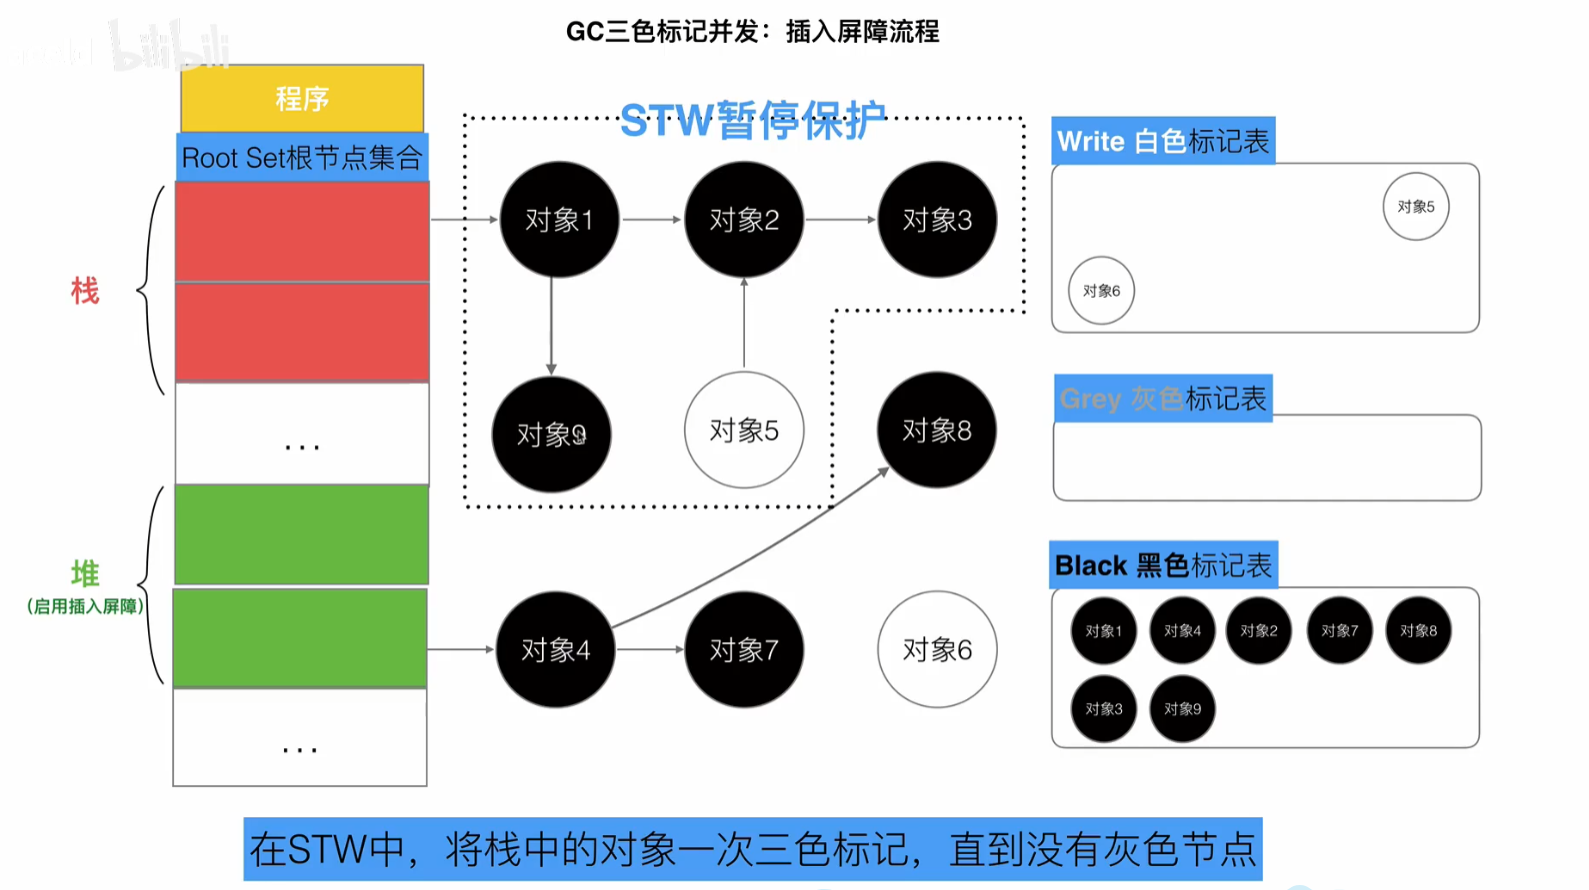 GC三色标记并发：插入屏障流程
bilibili
程序
STW暂停保护
Root Set根节点集合
Write 白色标记表
对象1
对象2
对象3
对象5
对象6
栈
Grey 灰色标记表
对象9
对象5
对象8
...
堆
(启用插入屏障)
Black 黑色标记表
对象1
对象4
对象2
对象7
对象8
对象3
对象9
对象4
对象7
对象6
...
在STW中，将栈中的对象一次三色标记，直到没有灰色节点